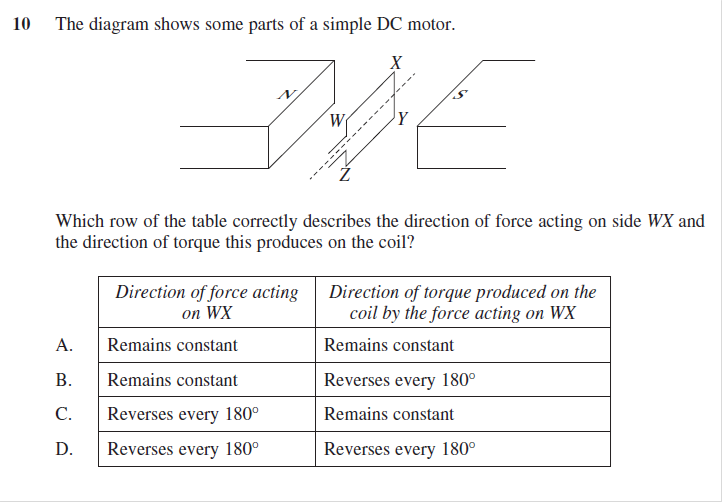 10 The diagram shows some parts of a simple DC motor.
X
N
S
W
Y
Z
Which row of the table correctly describes the direction of force acting on side WX and
the direction of torque this produces on the coil?
Direction of force acting on WX
Direction of torque produced on the coil by the force acting on WX
A. Remains constant Remains constant
B. Remains constant Reverses every 180°
C. Reverses every 180° Remains constant
D. Reverses every 180° Reverses every 180°